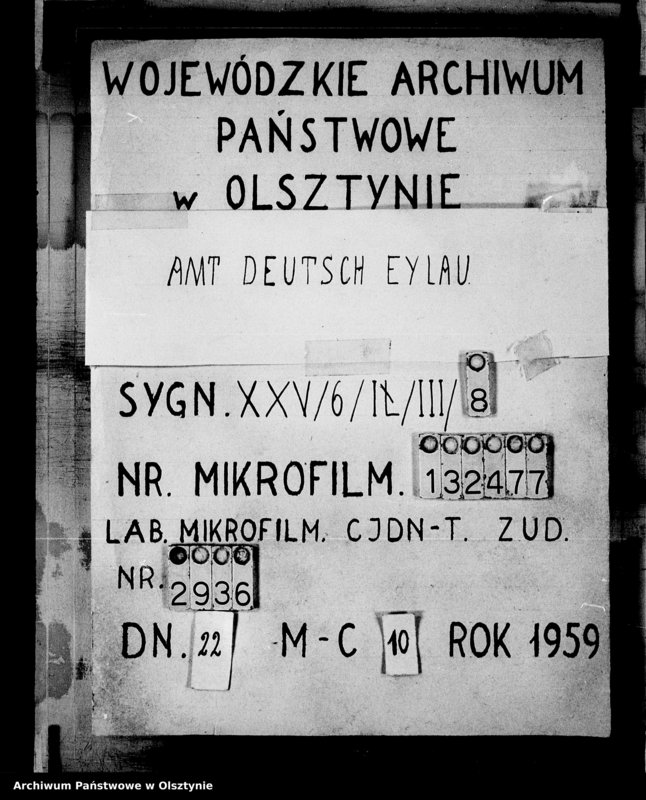 WOJEWÓDZKIE ARCHIWUM
PAŃSTWOWE
w OLSZTYNIE
AMT DEUTSCH EYLAU
SYGN. XXV/6/IŁ/III/8
NR. MIKROFILM. 132477
LAB. MIKROFILM. CJDN-T. ZUD.
NR. 2936
DN. 22 M-C 10 ROK 1959
Archiwum Państwowe w Olsztynie